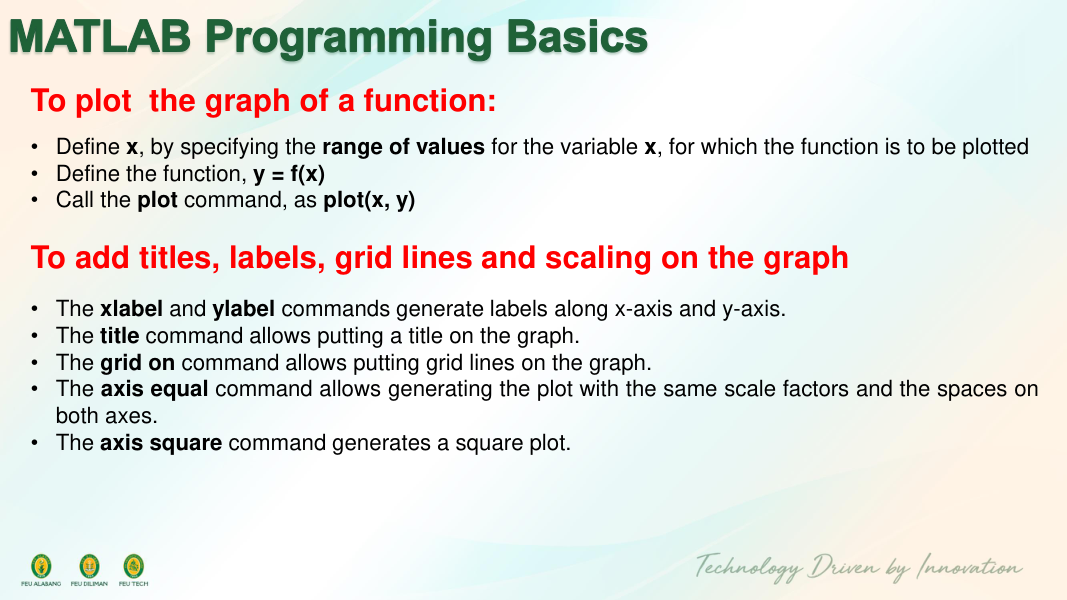 MATLAB Programming Basics
To plot  the graph of a function:
• Define x, by specifying the range of values for the variable x, for which the function is to be plotted
• Define the function, y = f(x)
• Call the plot command, as plot(x, y)
To add titles, labels, grid lines and scaling on the graph
• The xlabel and ylabel commands generate labels along x-axis and y-axis.
• The title command allows putting a title on the graph.
• The grid on command allows putting grid lines on the graph.
• The axis equal command allows generating the plot with the same scale factors and the spaces on
both axes.
• The axis square command generates a square plot.
FEU ALABANG FEU DILIMAN FEU TECH
Technology Driven by Innovation